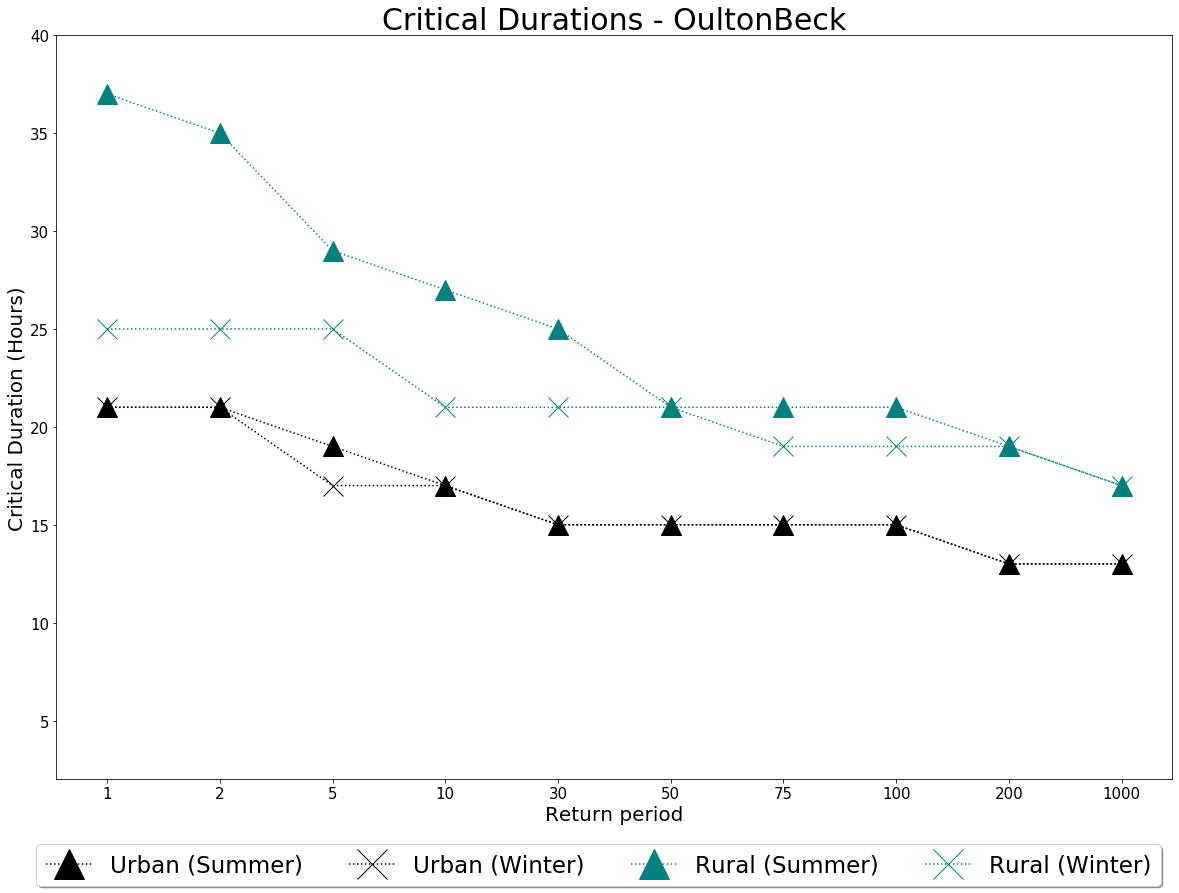 Critical Durations - OultonBeck
40
35
30
25
20
15
10
5
Critical Duration (Hours)
1 2 5 10 30 50 75 100 200 1000
Return period
Urban (Summer) Urban (Winter) Rural (Summer) Rural (Winter)